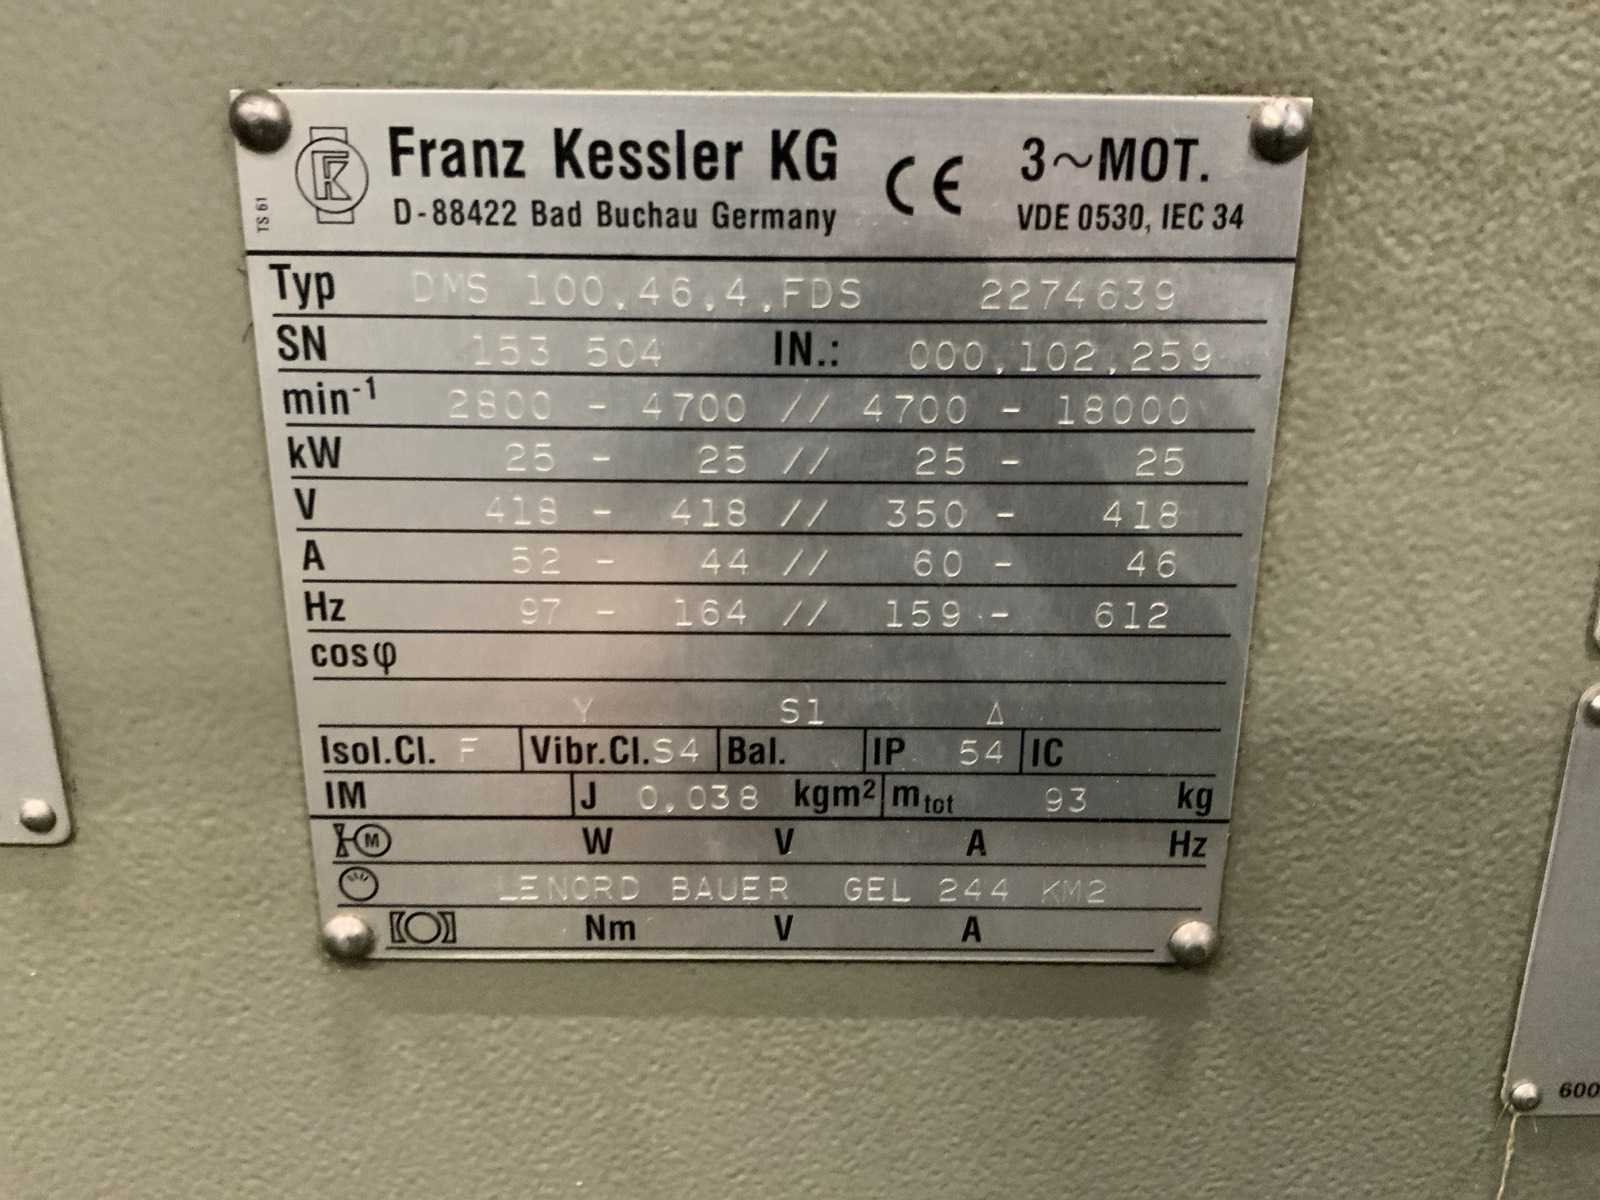 TS 61
FK
Franz Kessler KG
D-88422 Bad Buchau Germany
CE
3~MOT.
VDE 0530, IEC 34
Typ DMS 100.46.4.FDS 2274639
SN 153 504 IN.: 000.102.259
min-1 2800 - 4700 // 4700 - 18000
kW 25 - 25 // 25 - 25
V 418 - 418 // 350 - 418
A 52 - 44 // 60 - 46
Hz 97 - 164 // 159 - 612
cosφ
Y S1 Δ
Isol.Cl. F Vibr.Cl. S4 Bal. IP 54 IC
IM J 0,038 kgm² mtot 93 kg
M W V A Hz
LENORD BAUER GEL 244 KM2
Nm V A
600